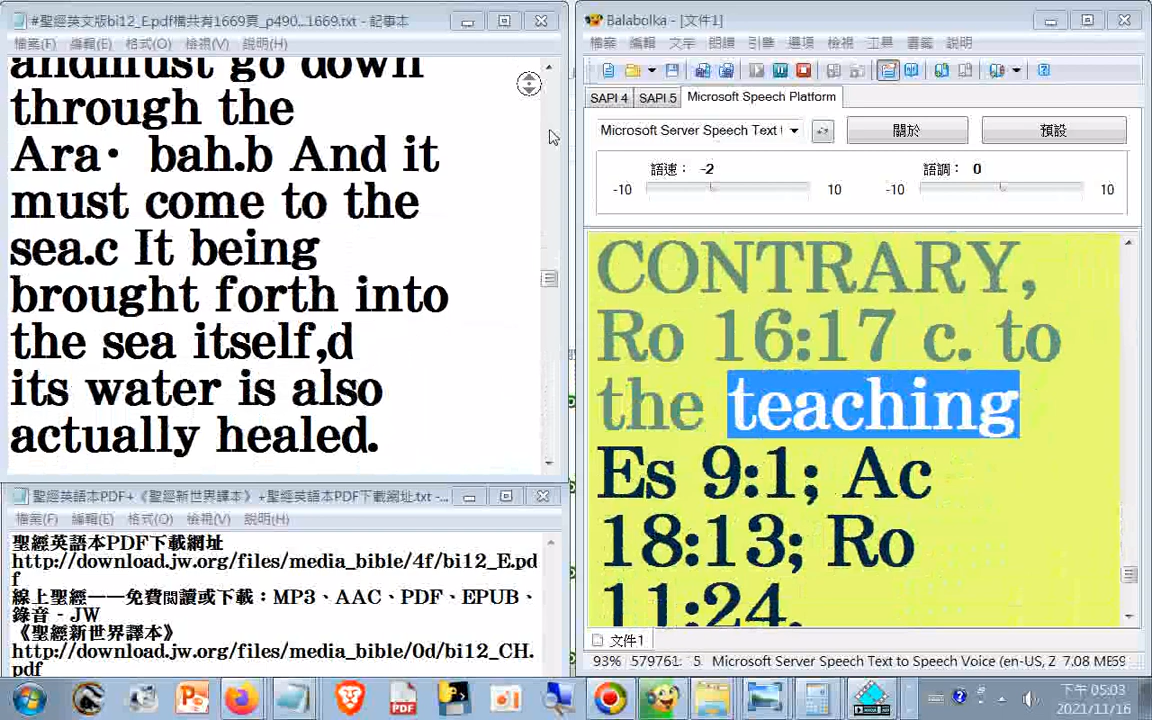 #聖經英文版bi12_E.pdf橫共有1669頁_p490...1669.txt - 記事本
檔案(F) 編輯(E) 格式(O) 檢視(V) 說明(H)
andmust go down
through the
Ara· bah.b And it
must come to the
sea.c It being
brought forth into
the sea itself,d
its water is also
actually healed.
聖經英語本PDF+《聖經新世界譯本》+聖經英語本PDF下載網址.txt -...
檔案(F) 編輯(E) 格式(O) 檢視(V) 說明(H)
聖經英語本PDF下載網址
http://download.jw.org/files/media_bible/4f/bi12_E.pd
f
線上聖經——免費閱讀或下載：MP3、AAC、PDF、EPUB、
錄音 - JW
《聖經新世界譯本》
http://download.jw.org/files/media_bible/0d/bi12_CH.
pdf
Balabolka - [文件1]
檔案 編輯 文字 朗讀 引擎 選項 檢視 工具 書籤 說明
SAPI 4 SAPI 5 Microsoft Speech Platform
Microsoft Server Speech Text 關於 預設
語速： -2 語調： 0
-10 10 -10 10
CONTRARY,
Ro 16:17 c. to
the teaching
Es 9:1; Ac
18:13; Ro
11:24.
文件1
93% 579761: 5 Microsoft Server Speech Text to Speech Voice (en-US, Z 7.08 MB
下午 05:03
2021/11/16